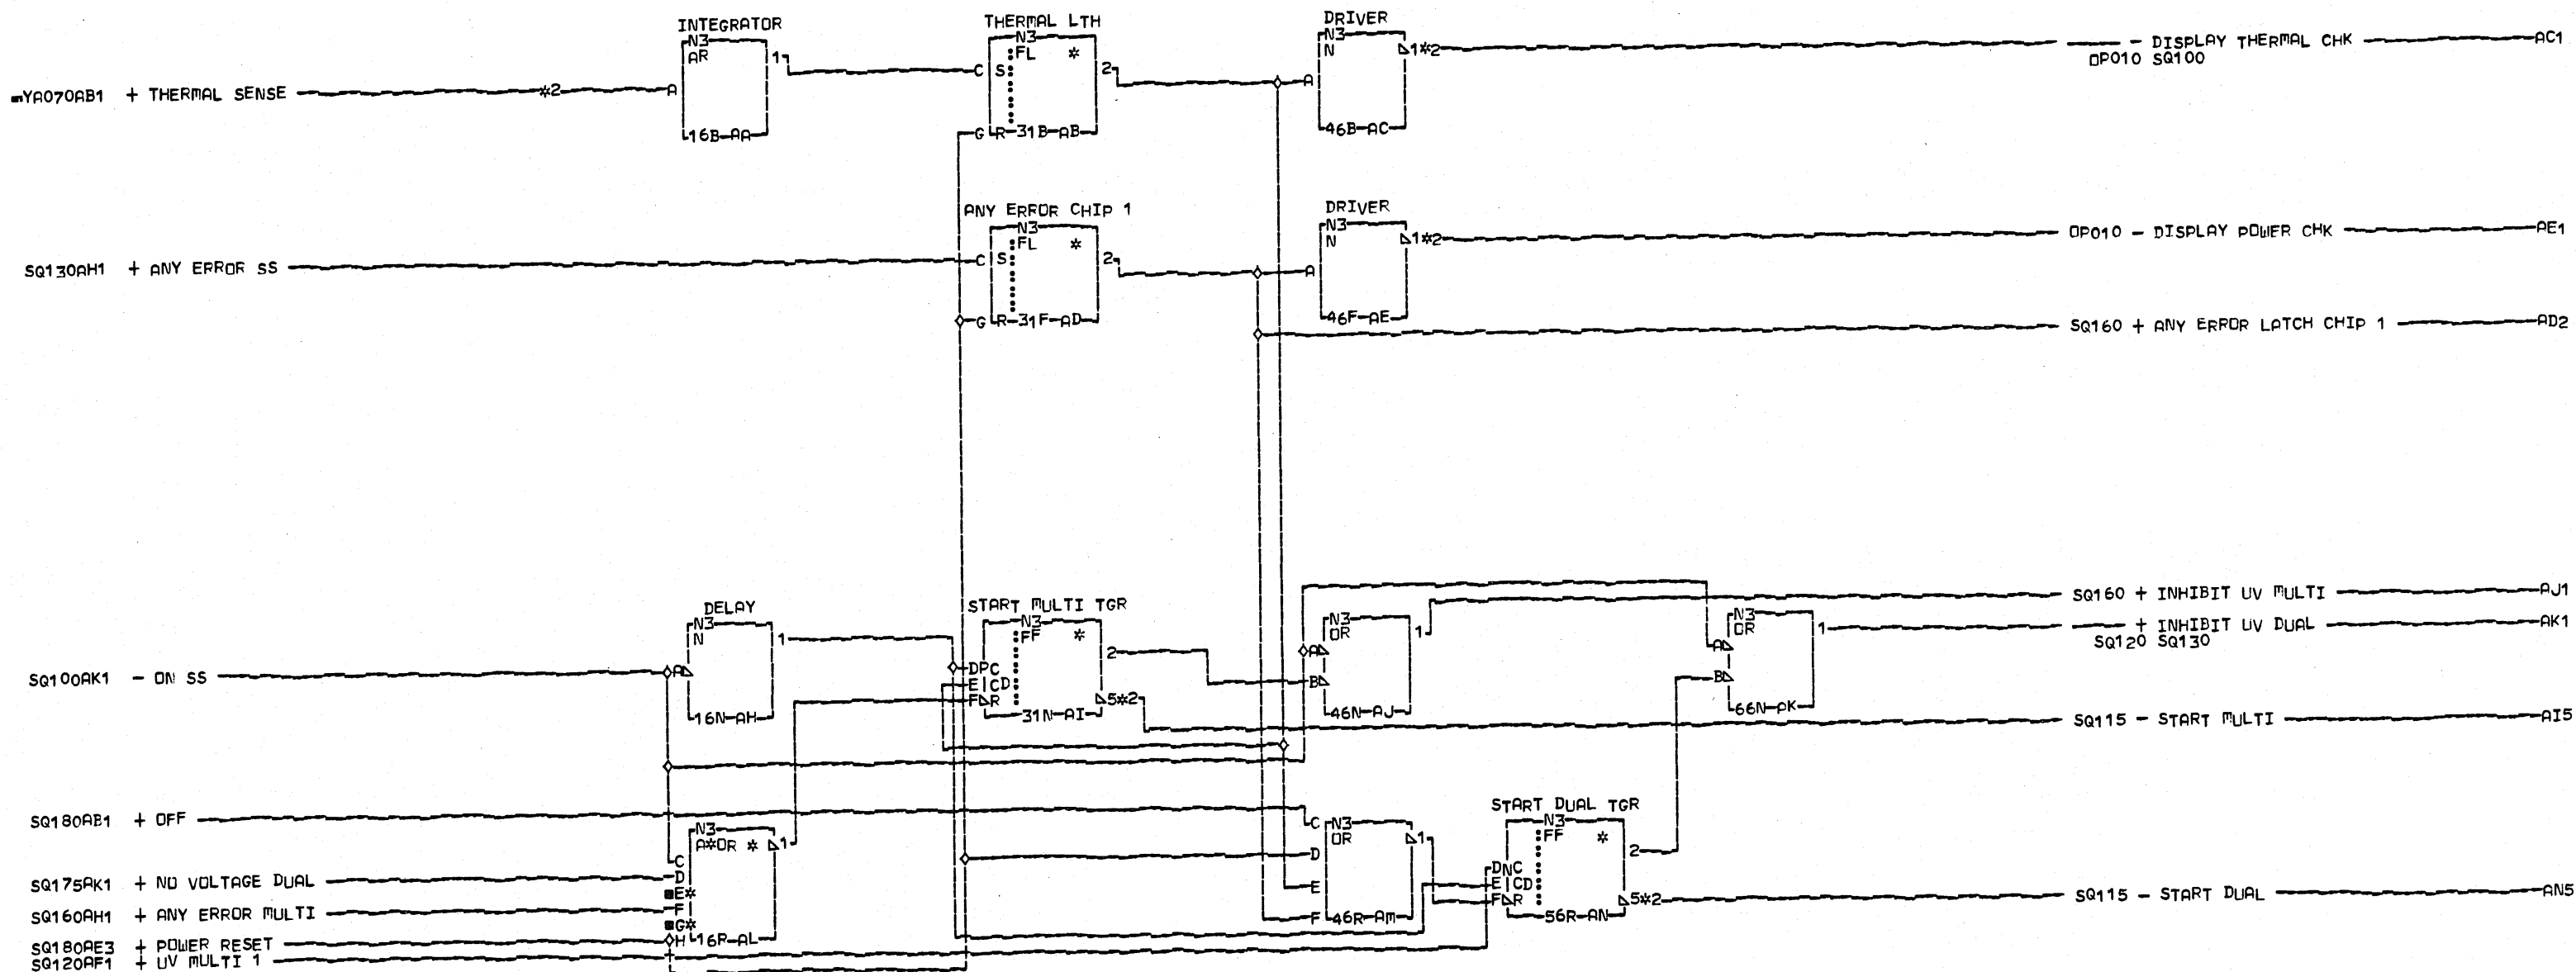 INTEGRATOR
N3
AR
1
A
16B-AA
THERMAL LTH
N3
FL *
C S
2
G R-31B-AB
DRIVER
N3
N
1*2
A
46B-AC
- DISPLAY THERMAL CHK AC1
OP010 SQ100
YA070AB1 + THERMAL SENSE *2
ANY ERROR CHIP 1
N3
FL *
C S
2
G R-31F-AD
DRIVER
N3
N
1*2
A
46F-AE
OP010 - DISPLAY POWER CHK AE1
SQ130AH1 + ANY ERROR SS
SQ160 + ANY ERROR LATCH CHIP 1 AD2
DELAY
N3
N
1
A
16N-AH
START MULTI TGR
N3
FF *
2
DPC
E CD
F R
5*2
31N-AI
N3
OR
1
A
B
46N-AJ
N3
OR
1
A
B
66N-AK
SQ160 + INHIBIT UV MULTI AJ1
+ INHIBIT UV DUAL AK1
SQ120 SQ130
SQ100AK1 - ON SS
SQ115 - START MULTI AI5
SQ180AB1 + OFF
N3
A*OR * 1
C
D
E*
F
G*
H 16R-AL
C N3
OR
1
D
E
F 46R-AM
START DUAL TGR
N3
FF *
2
DNC
E CD
F R
5*2
56R-AN
SQ175AK1 + NO VOLTAGE DUAL
SQ160AH1 + ANY ERROR MULTI
SQ115 - START DUAL AN5
SQ180AE3 + POWER RESET
SQ120AF1 + UV MULTI 1